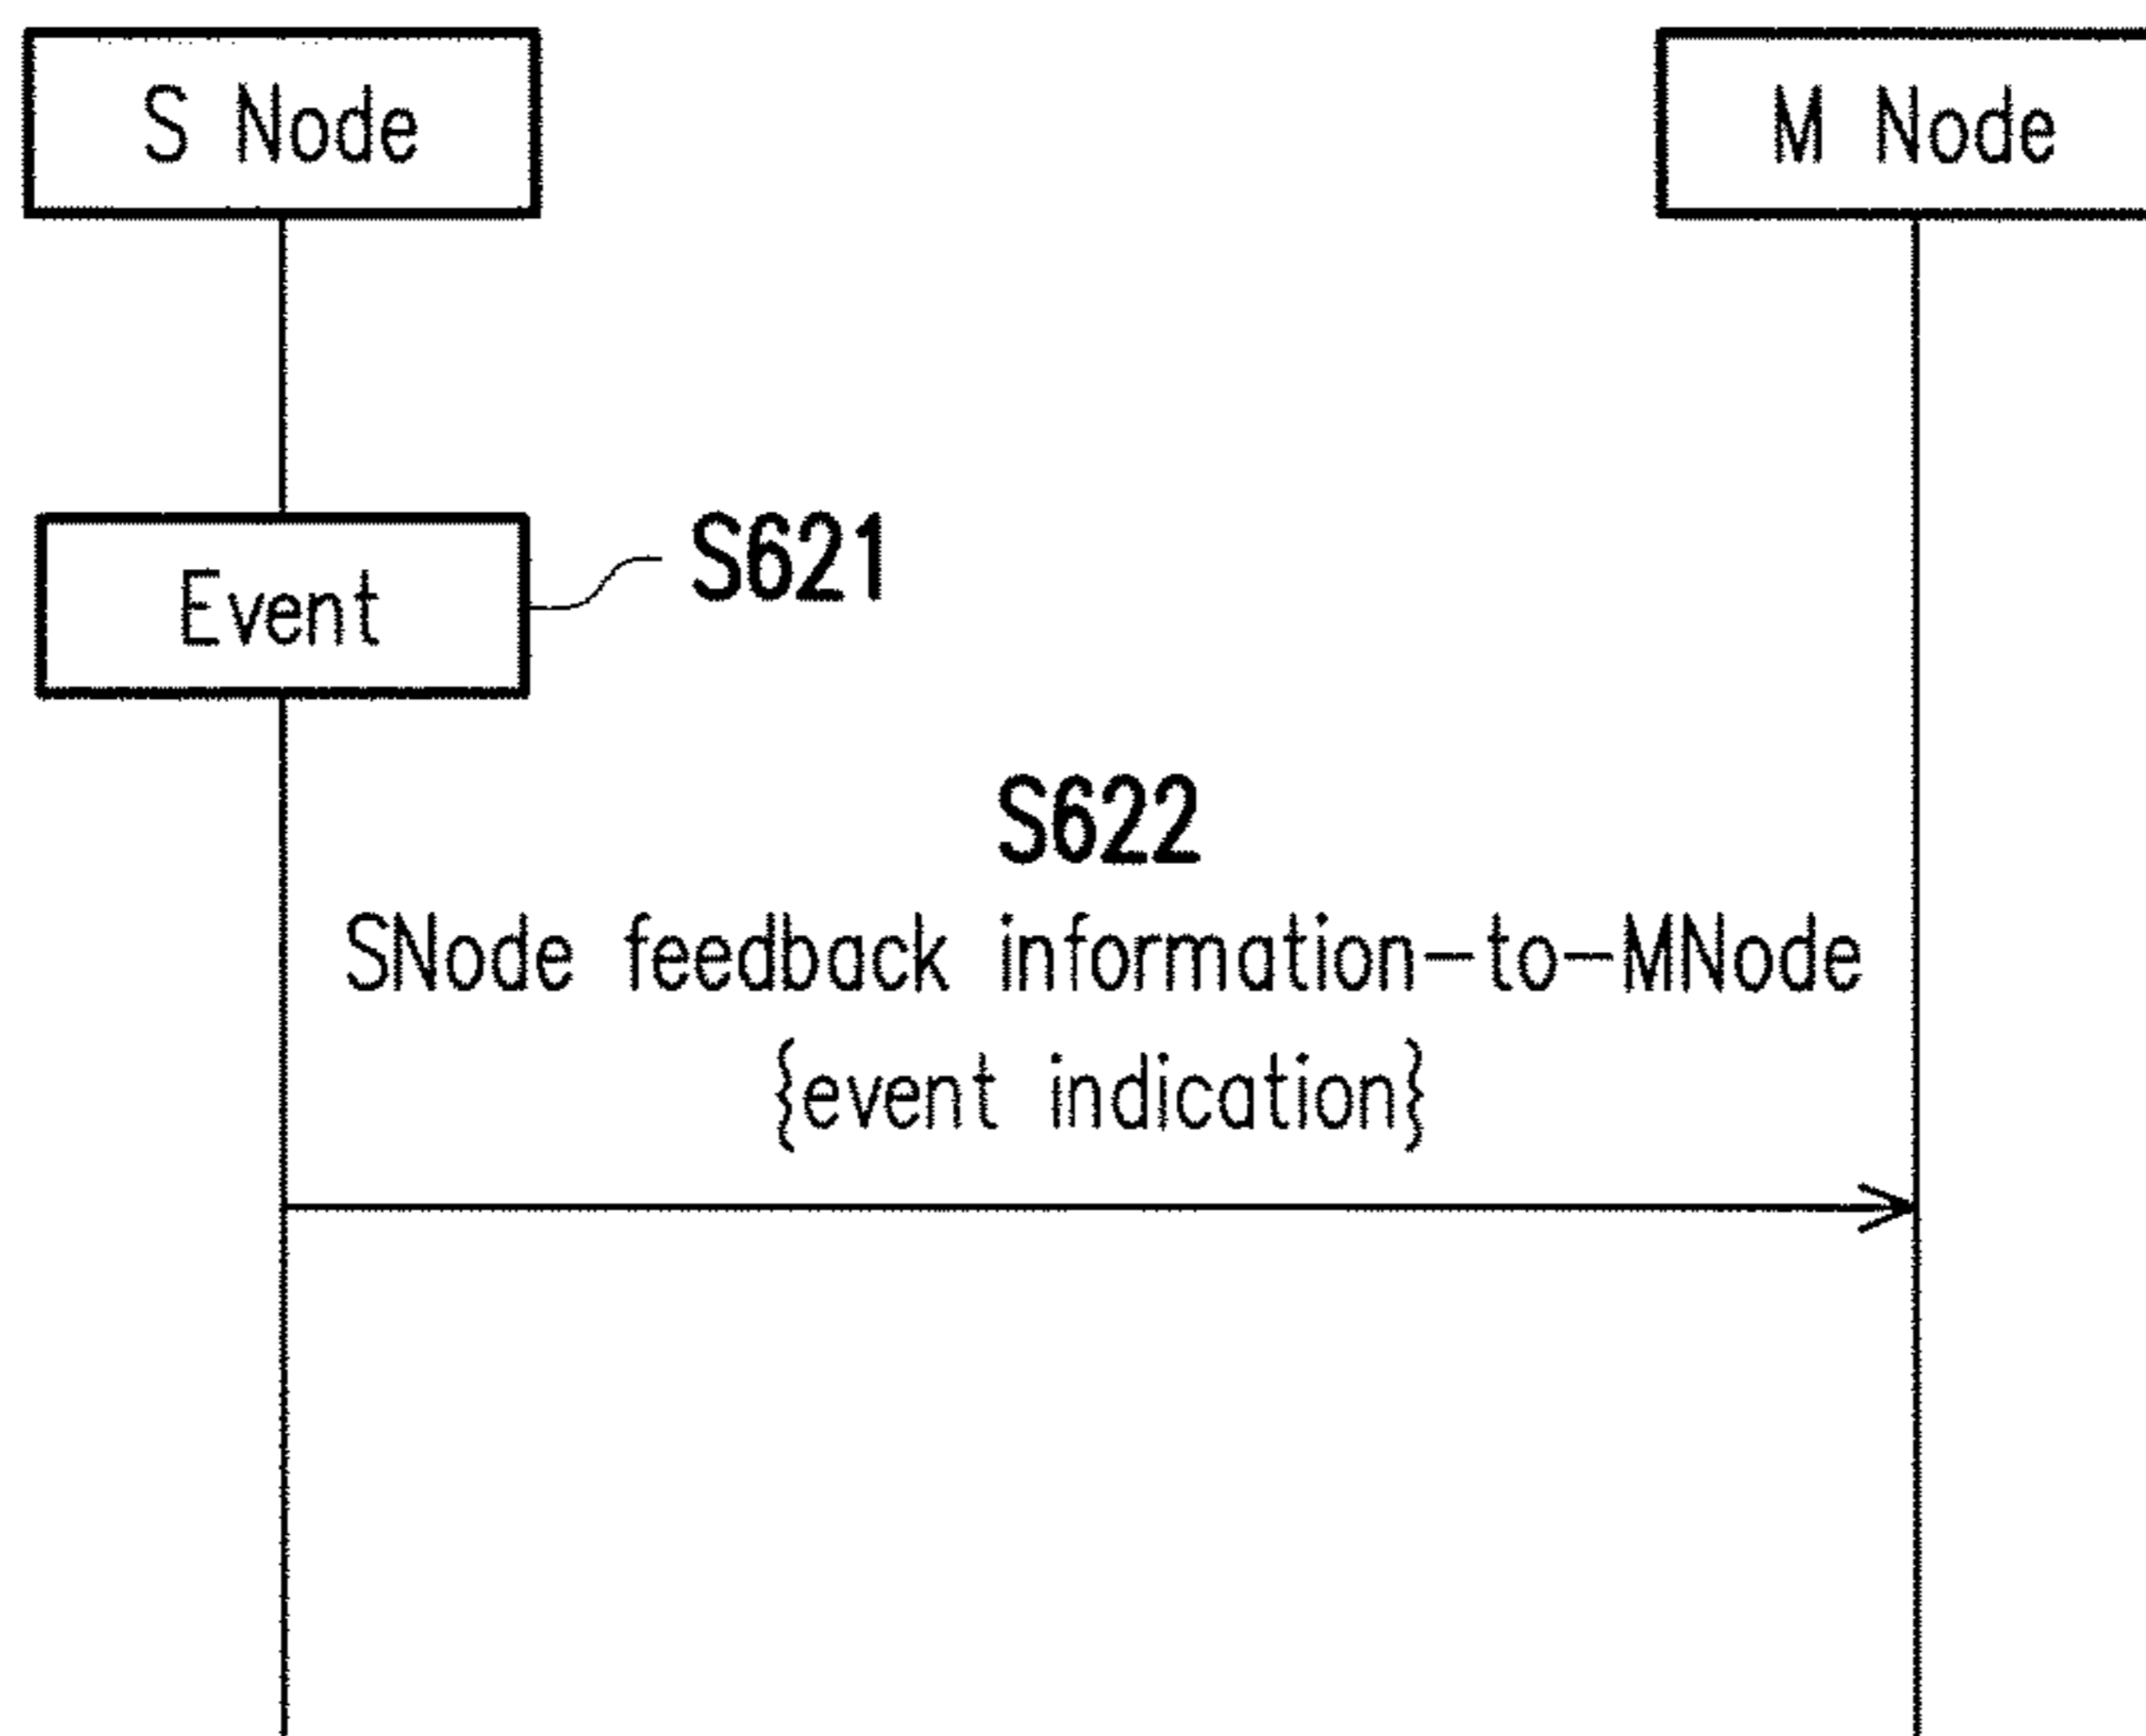 S Node
M Node
Event
S621
S622
SNode feedback information-to-MNode
{event indication}